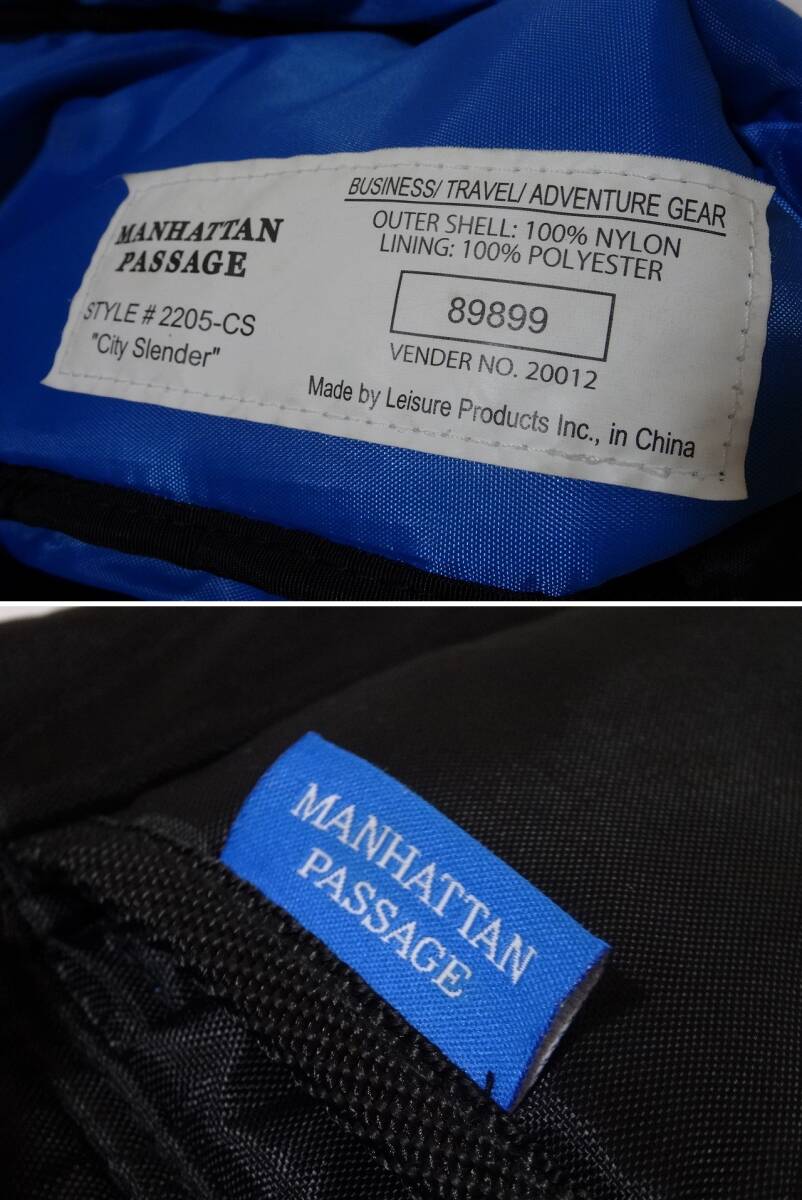 MANHATTAN
PASSAGE
STYLE # 2205-CS
"City Slender"
BUSINESS/ TRAVEL/ ADVENTURE GEAR
OUTER SHELL: 100% NYLON
LINING: 100% POLYESTER
89899
VENDER NO. 20012
Made by Leisure Products Inc., in China
MANHATTAN
PASSAGE